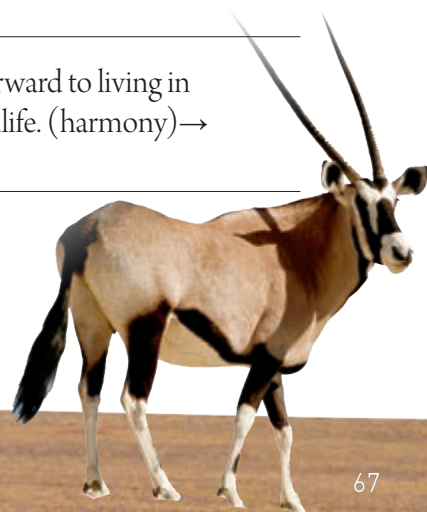 rward to living in
life. (harmony)→
67